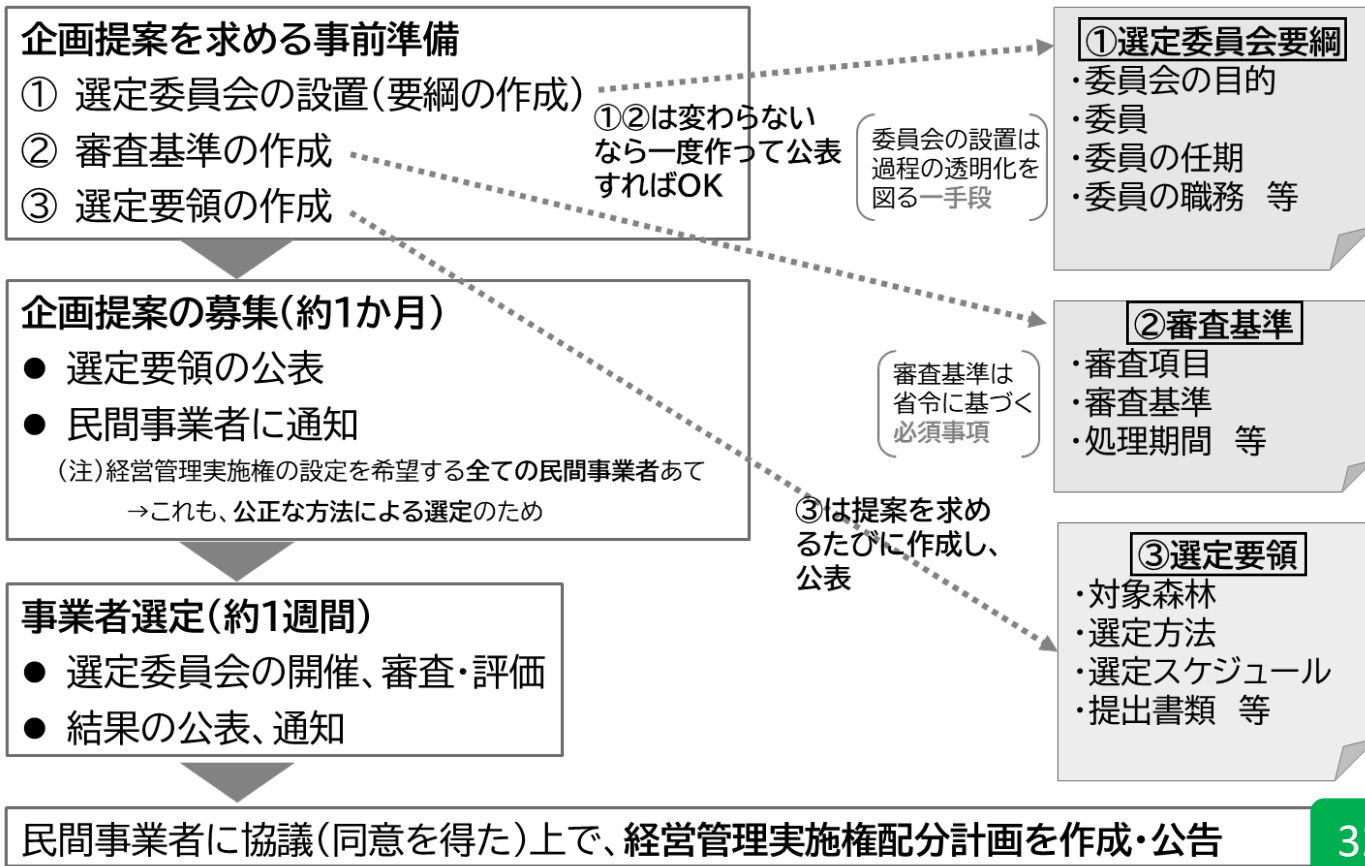 企画提案を求める事前準備
① 選定委員会の設置(要綱の作成)
② 審査基準の作成
③ 選定要領の作成
①②は変わらない
なら一度作って公表
すればOK
委員会の設置は
過程の透明化を
図る一手段
①選定委員会要綱
・委員会の目的
・委員
・委員の任期
・委員の職務 等
企画提案の募集(約1か月)
● 選定要領の公表
● 民間事業者に通知
(注)経営管理実施権の設定を希望する全ての民間事業者あて
→これも、公正な方法による選定のため
審査基準は
省令に基づく
必須事項
②審査基準
・審査項目
・審査基準
・処理期間 等
③は提案を求め
るたびに作成し、
公表
③選定要領
・対象森林
・選定方法
・選定スケジュール
・提出書類 等
事業者選定(約1週間)
● 選定委員会の開催、審査・評価
● 結果の公表、通知
民間事業者に協議(同意を得た)上で、経営管理実施権配分計画を作成・公告
3